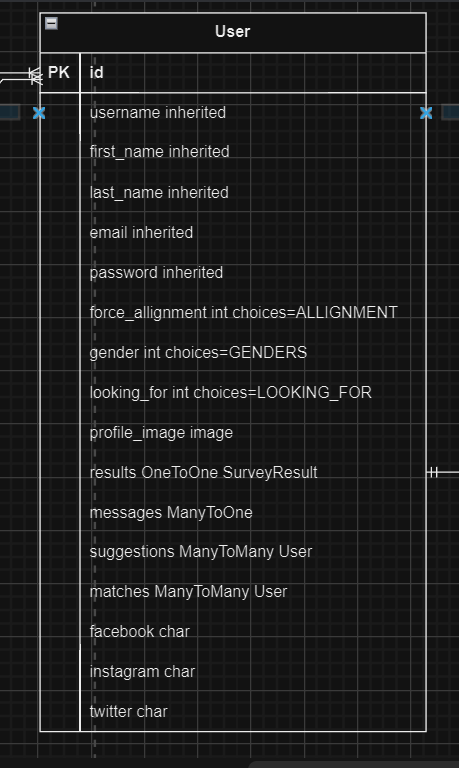 User
PK id
username inherited
first_name inherited
last_name inherited
email inherited
password inherited
force_allignment int choices=ALLIGNMENT
gender int choices=GENDERS
looking_for int choices=LOOKING_FOR
profile_image image
results OneToOne SurveyResult
messages ManyToOne
suggestions ManyToMany User
matches ManyToMany User
facebook char
instagram char
twitter char